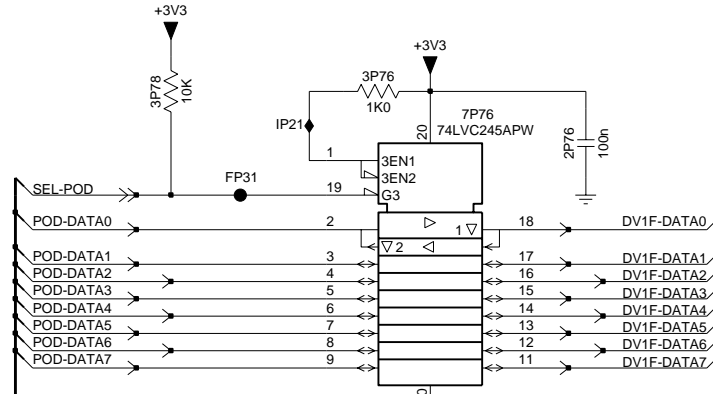 +3V3
+3V3
3P78
10K
3P76
1K0
IP21
7P76
74LVC245APW
20
2P76
100n
1
3EN1
3EN2
FP31
SEL-POD
19
G3
POD-DATA0
2
1
18
DV1F-DATA0
2
POD-DATA1
3
17
DV1F-DATA1
POD-DATA2
4
16
DV1F-DATA2
POD-DATA3
5
15
DV1F-DATA3
POD-DATA4
6
14
DV1F-DATA4
POD-DATA5
7
13
DV1F-DATA5
POD-DATA6
8
12
DV1F-DATA6
POD-DATA7
9
11
DV1F-DATA7